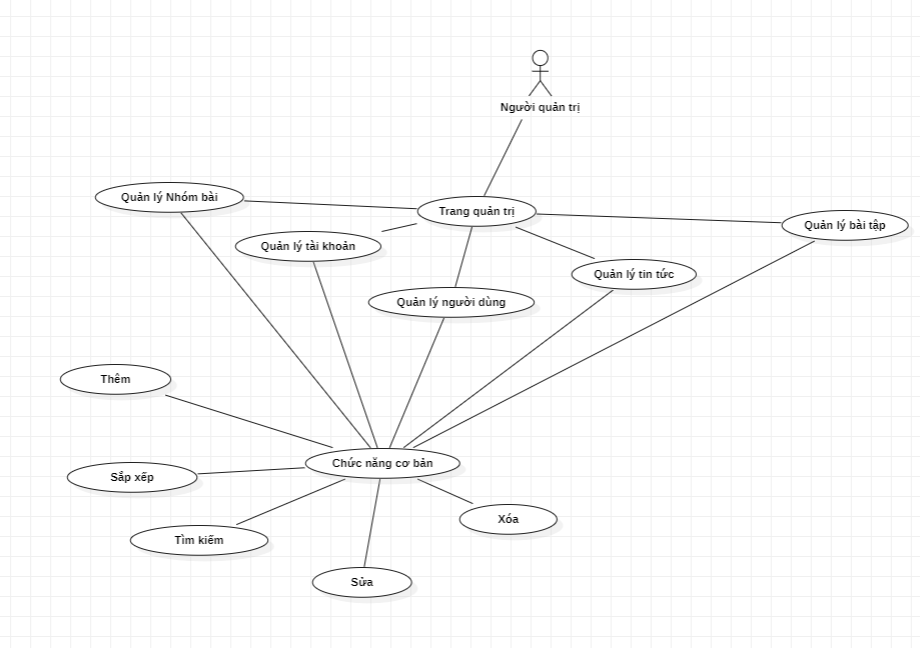 Người quản trị
Quản lý Nhóm bài
Trang quản trị
Quản lý bài tập
Quản lý tài khoản
Quản lý tin tức
Quản lý người dùng
Thêm
Chức năng cơ bản
Sắp xếp
Xóa
Tìm kiếm
Sửa